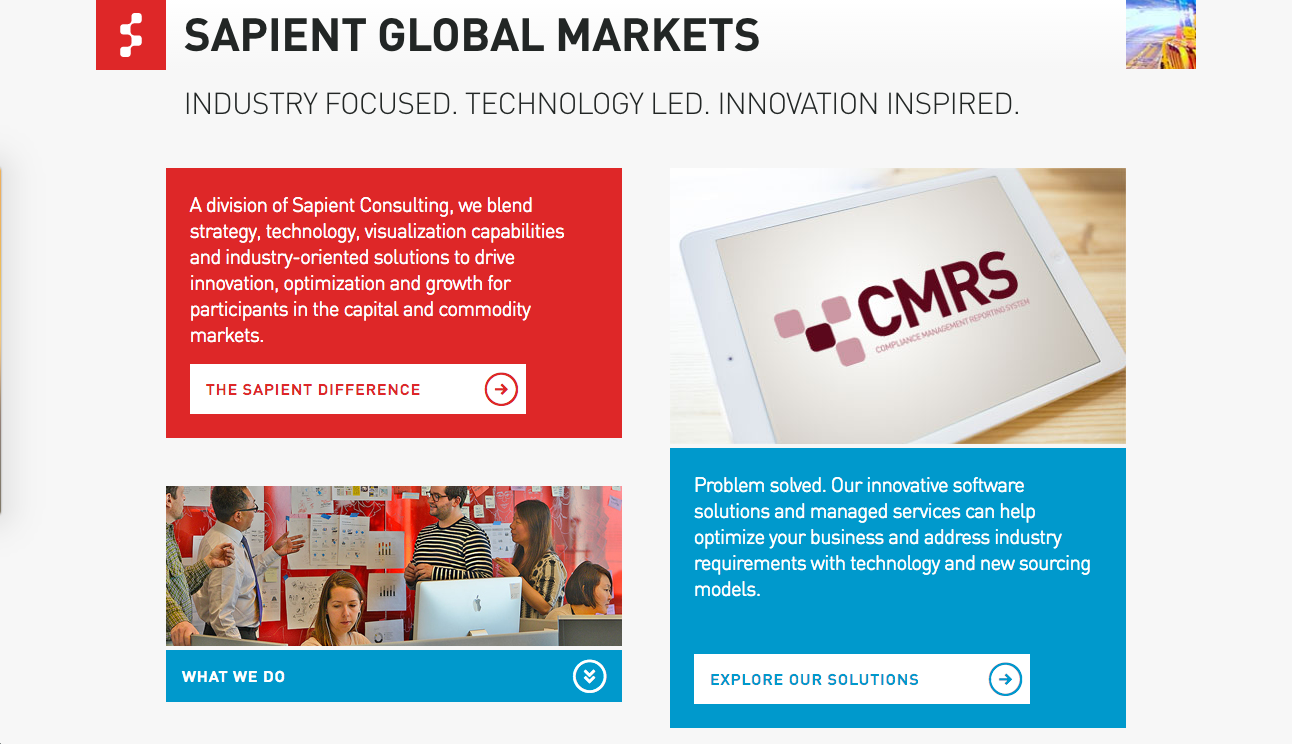 SAPIENT GLOBAL MARKETS
INDUSTRY FOCUSED. TECHNOLOGY LED. INNOVATION INSPIRED.
A division of Sapient Consulting, we blend
strategy, technology, visualization capabilities
and industry-oriented solutions to drive
innovation, optimization and growth for
participants in the capital and commodity
markets.
THE SAPIENT DIFFERENCE
WHAT WE DO
CMRS
COMPLIANCE MANAGEMENT REPORTING SYSTEM
Problem solved. Our innovative software
solutions and managed services can help
optimize your business and address industry
requirements with technology and new sourcing
models.
EXPLORE OUR SOLUTIONS